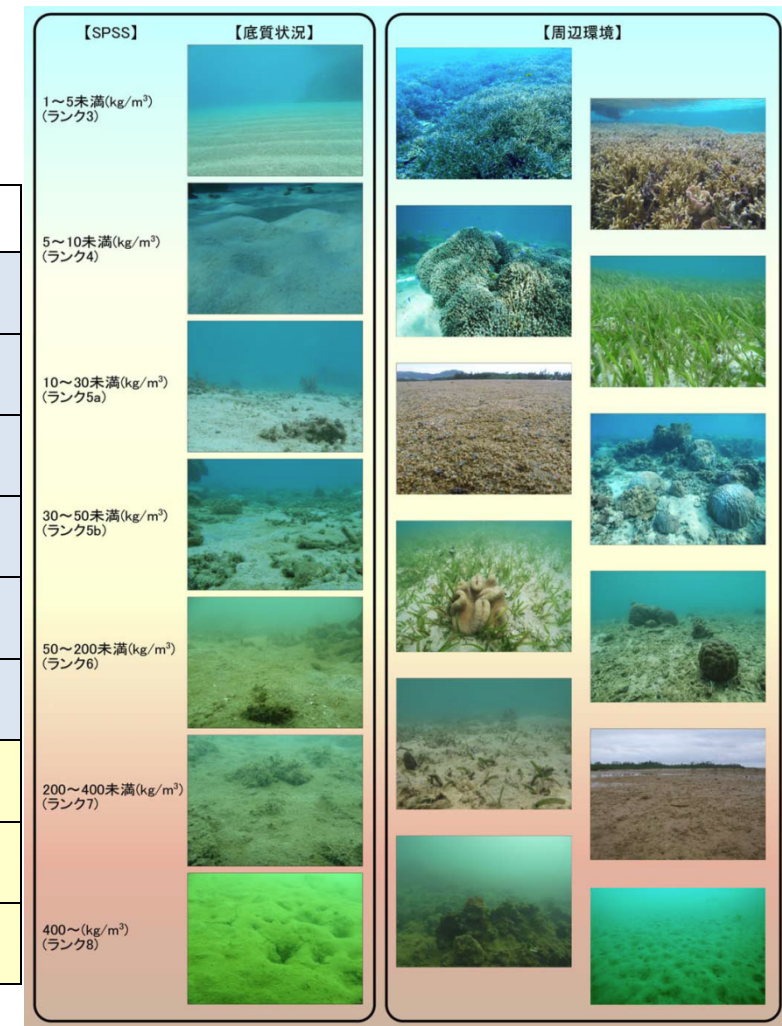 【SPSS】
【底質状況】
【周辺環境】
1～5未満(kg/m³)
(ランク3)
5～10未満(kg/m³)
(ランク4)
10～30未満(kg/m³)
(ランク5a)
30～50未満(kg/m³)
(ランク5b)
50～200未満(kg/m³)
(ランク6)
200～400未満(kg/m³)
(ランク7)
400～(kg/m³)
(ランク8)